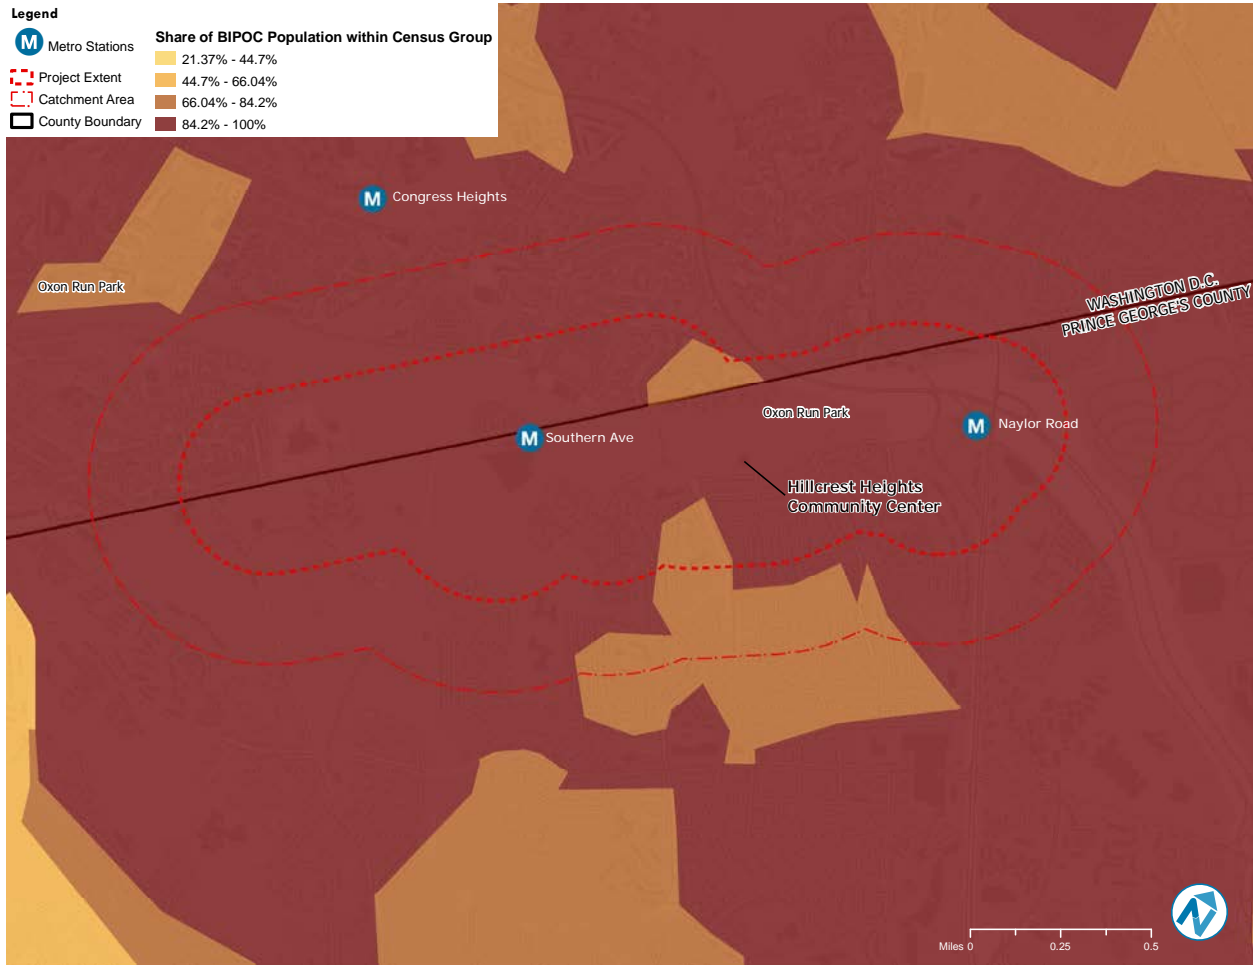 Legend
M Metro Stations
Project Extent
Catchment Area
County Boundary
Share of BIPOC Population within Census Group
21.37% - 44.7%
44.7% - 66.04%
66.04% - 84.2%
84.2% - 100%
M Congress Heights
Oxon Run Park
WASHINGTON D.C.
PRINCE GEORGE'S COUNTY
Oxon Run Park
M Southern Ave
M Naylor Road
Hillcrest Heights
Community Center
Miles 0 0.25 0.5